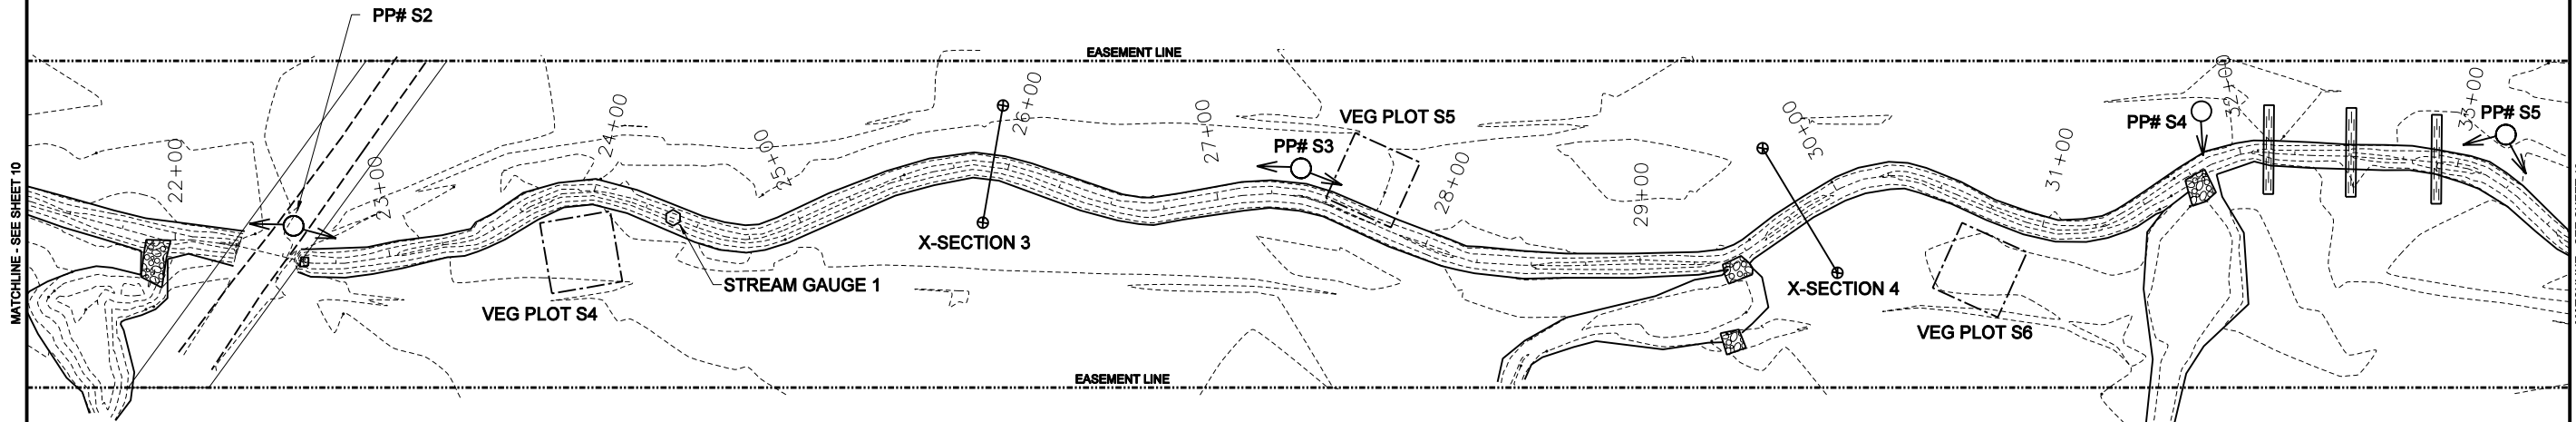 PP# S2
EASEMENT LINE
MATCHLINE - SEE SHEET 10
22+00
23+00
24+00
25+00
26+00
27+00
28+00
29+00
30+00
31+00
32+00
33+00
VEG PLOT S5
PP# S3
PP# S4
PP# S5
X-SECTION 3
STREAM GAUGE 1
VEG PLOT S4
X-SECTION 4
VEG PLOT S6
EASEMENT LINE